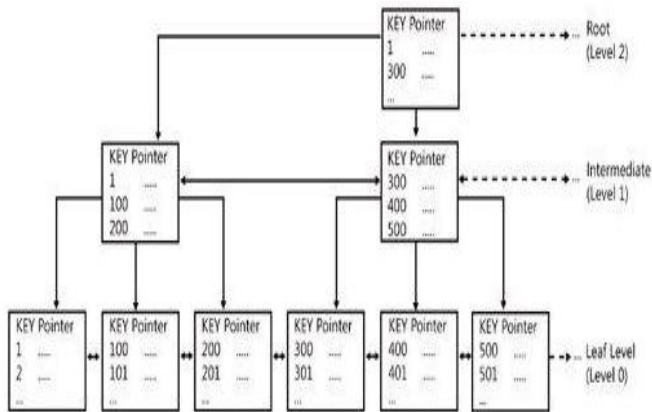 KEY Pointer
1 .....
300 .....
...
... Root
(Level 2)
KEY Pointer
1 .....
100 .....
200 .....
KEY Pointer
300 .....
400 .....
500 .....
... Intermediate
(Level 1)
KEY Pointer
1 .....
2 .....
...
KEY Pointer
100 .....
101 .....
...
KEY Pointer
200 .....
201 .....
...
KEY Pointer
300 .....
301 .....
...
KEY Pointer
400 .....
401 .....
...
KEY Pointer
500 .....
501 .....
...
... Leaf Level
(Level 0)